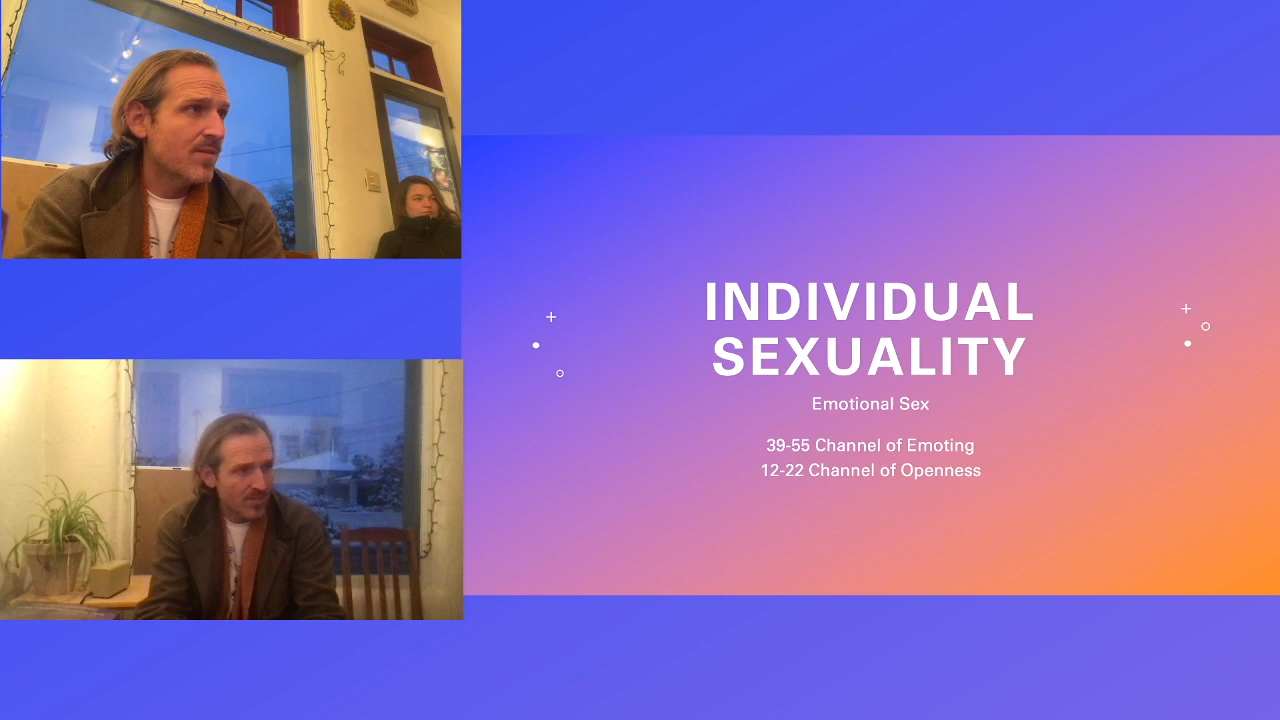 INDIVIDUAL
SEXUALITY
Emotional Sex
39-55 Channel of Emoting
12-22 Channel of Openness